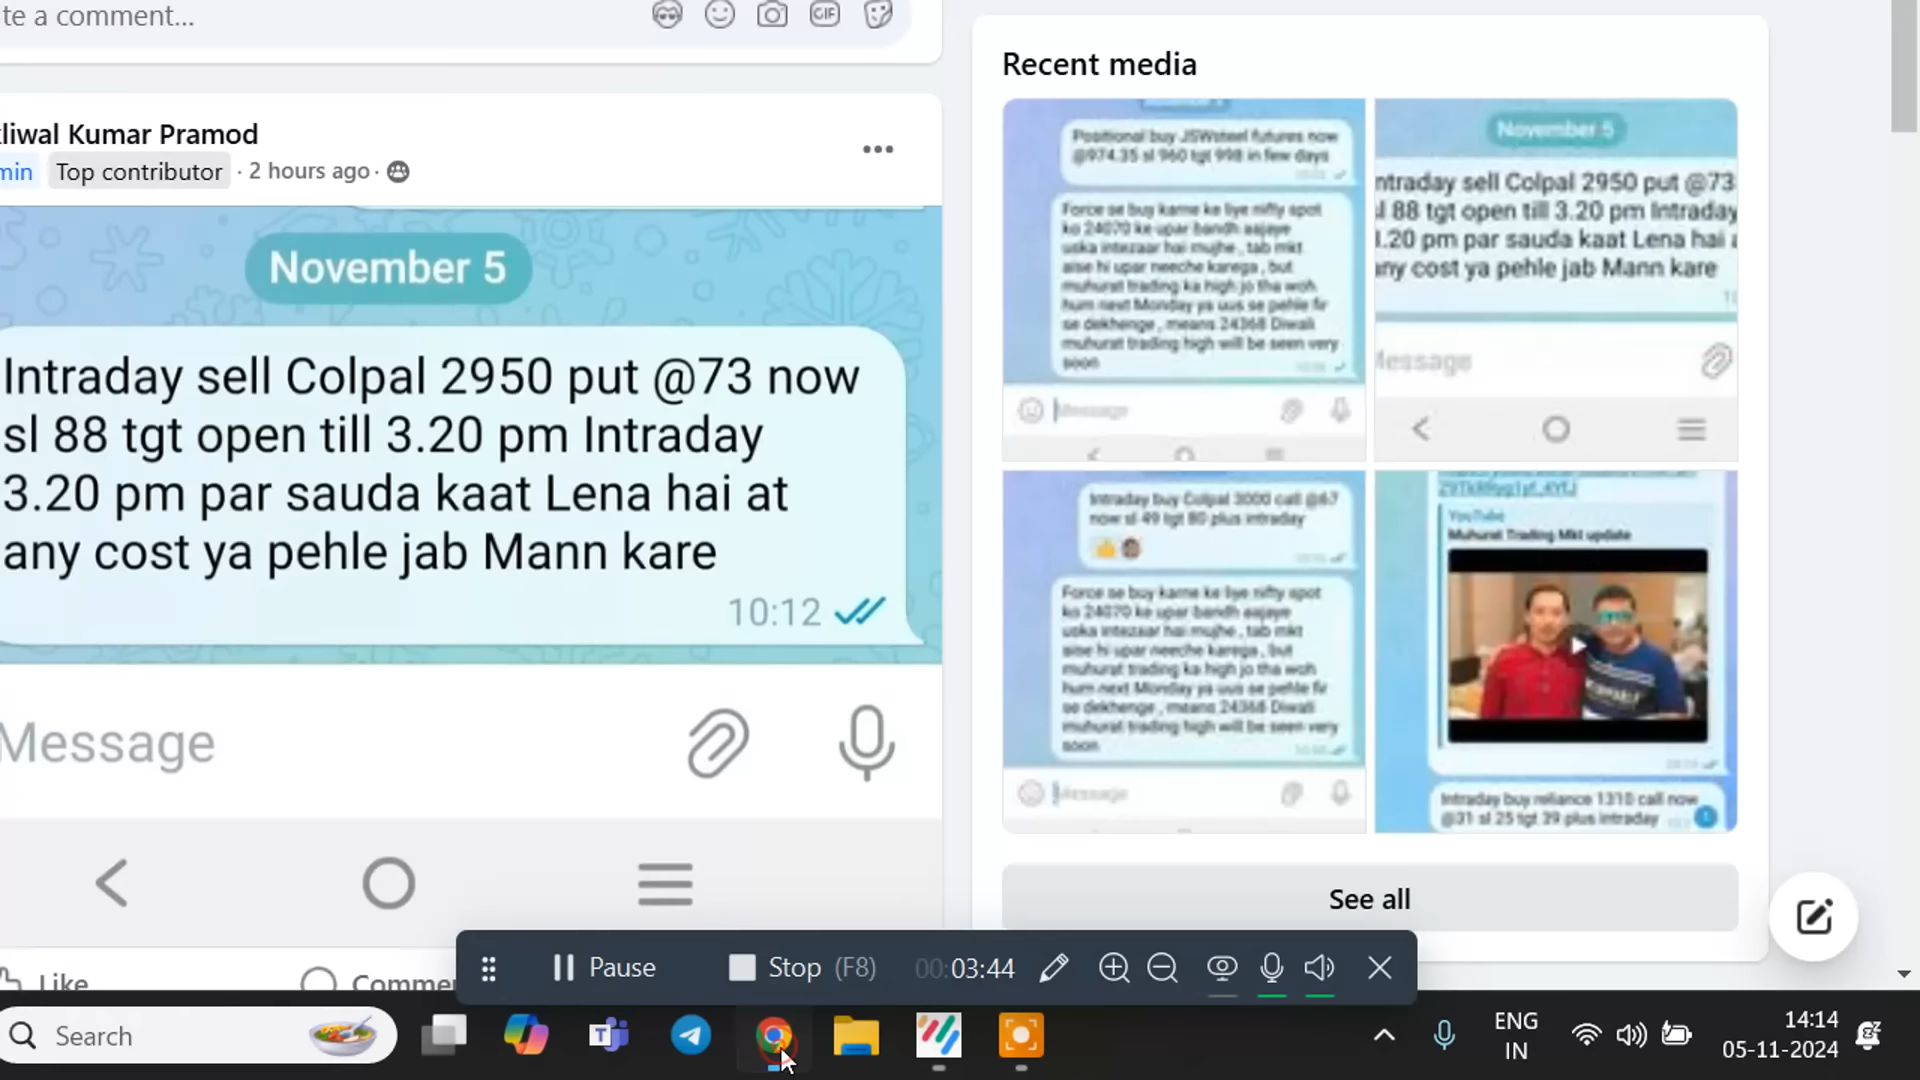 te a comment...
GIF
Recent media
kliwal Kumar Pramod
min Top contributor · 2 hours ago ·
November 5
Intraday sell Colpal 2950 put @73 now
sl 88 tgt open till 3.20 pm Intraday
3.20 pm par sauda kaat Lena hai at
any cost ya pehle jab Mann kare
10:12
Message
Like
Comme
Positional buy JSWsteel futures now
@974.35 sl 960 tgt 998 in few days
Force se buy karne ke liye nifty spot
ko 24070 ke upar bandh aajaye
uska intezaar hai mujhe , tab mkt
aise hi upar neeche karega , but
muhurat trading ka high jo tha woh
hum next Monday ya uus se pehle fir
se dekhenge , means 24368 Diwali
muhurat trading high will be seen very
soon
Message
November 5
ntraday sell Colpal 2950 put @73
sl 88 tgt open till 3.20 pm Intraday
3.20 pm par sauda kaat Lena hai a
any cost ya pehle jab Mann kare
Message
Intraday buy Colpal 3000 call @67
now sl 49 tgt 80 plus intraday
Force se buy karne ke liye nifty spot
ko 24070 ke upar bandh aajaye
uska intezaar hai mujhe , tab mkt
aise hi upar neeche karega , but
muhurat trading ka high jo tha woh
hum next Monday ya uus se pehle fir
se dekhenge , means 24368 Diwali
muhurat trading high will be seen very
soon
Message
YouTube
Muhurat Trading Mkt update
Intraday buy reliance 1310 call now
@31 sl 25 tgt 39 plus intraday
See all
Pause
Stop (F8)
00:03:44
Search
ENG
IN
14:14
05-11-2024